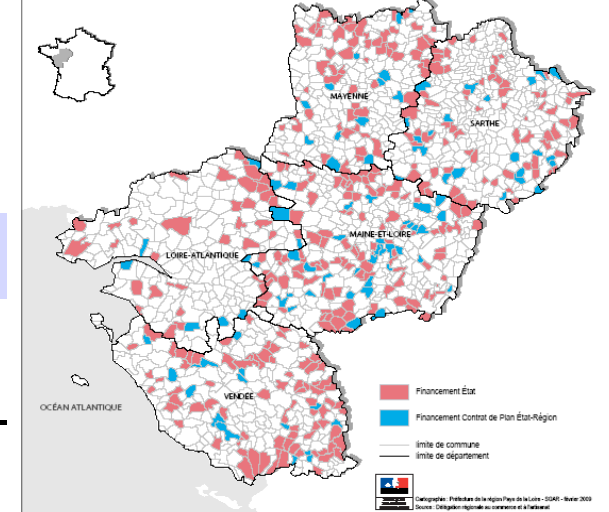 MAYENNE
SARTHE
MAINE-ET-LOIRE
LOIRE-ATLANTIQUE
VENDÉE
OCÉAN ATLANTIQUE
Financement État
Financement Contrat de Plan État-Région
limite de commune
limite de département
Cartographie : Préfecture de la région Pays de la Loire - SGAR - février 2009
Source : Délégation régionale au commerce et à l'artisanat